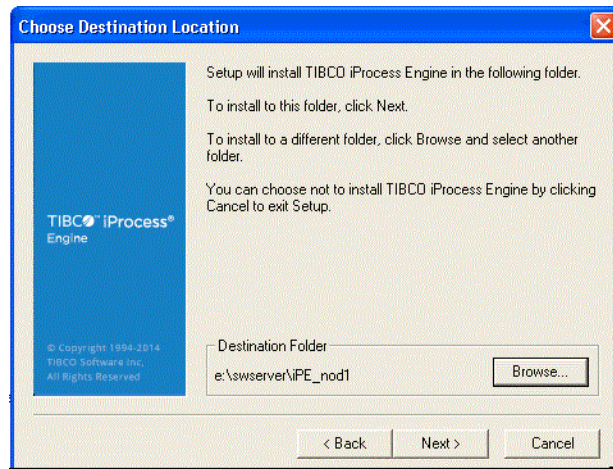 Choose Destination Location
Setup will install TIBCO iProcess Engine in the following folder.
To install to this folder, click Next.
To install to a different folder, click Browse and select another
folder.
You can choose not to install TIBCO iProcess Engine by clicking
Cancel to exit Setup.
TIBCO™ iProcess®
Engine
© Copyright 1994-2014
TIBCO Software Inc,
All Rights Reserved
Destination Folder
e:\swserver\iPE_nod1
Browse...
< Back
Next >
Cancel